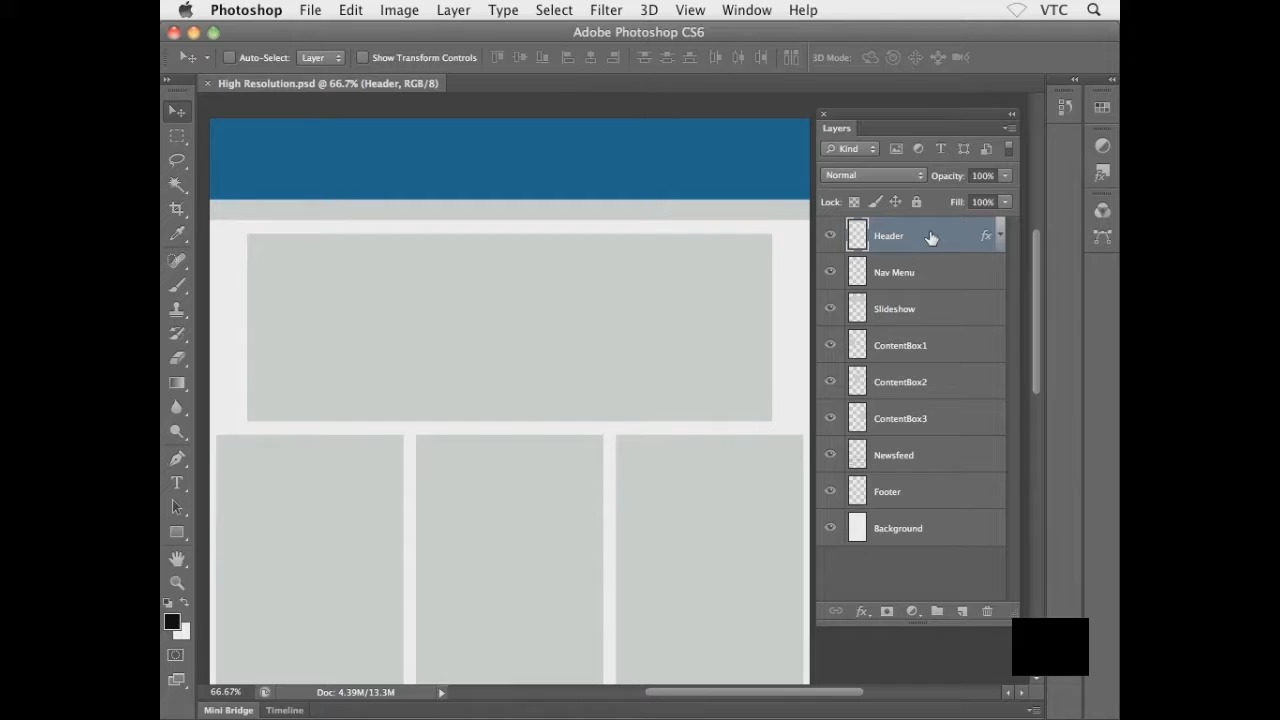 Photoshop File Edit Image Layer Type Select Filter 3D View Window Help VTC
Adobe Photoshop CS6
Auto-Select: Layer Show Transform Controls 3D Mode:
× High Resolution.psd @ 66.7% (Header, RGB/8)
Layers
Kind
Normal Opacity: 100%
Lock: Fill: 100%
Header fx
Nav Menu
Slideshow
ContentBox1
ContentBox2
ContentBox3
Newsfeed
Footer
Background
fx
66.67% Doc: 4.39M/13.3M
Mini Bridge Timeline